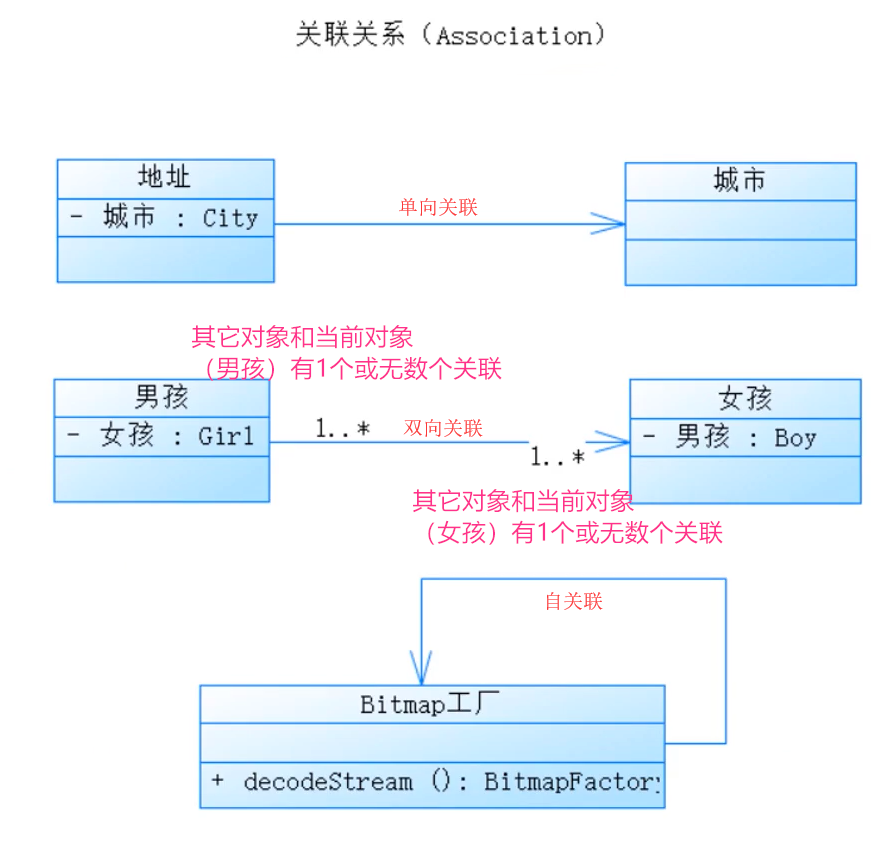 关联关系（Association）
地址
- 城市 : City
单向关联
城市
其它对象和当前对象
（男孩）有1个或无数个关联
男孩
- 女孩 : Girl
1..*
双向关联
1..*
女孩
- 男孩 : Boy
其它对象和当前对象
（女孩）有1个或无数个关联
自关联
Bitmap工厂
+ decodeStream (): BitmapFactory